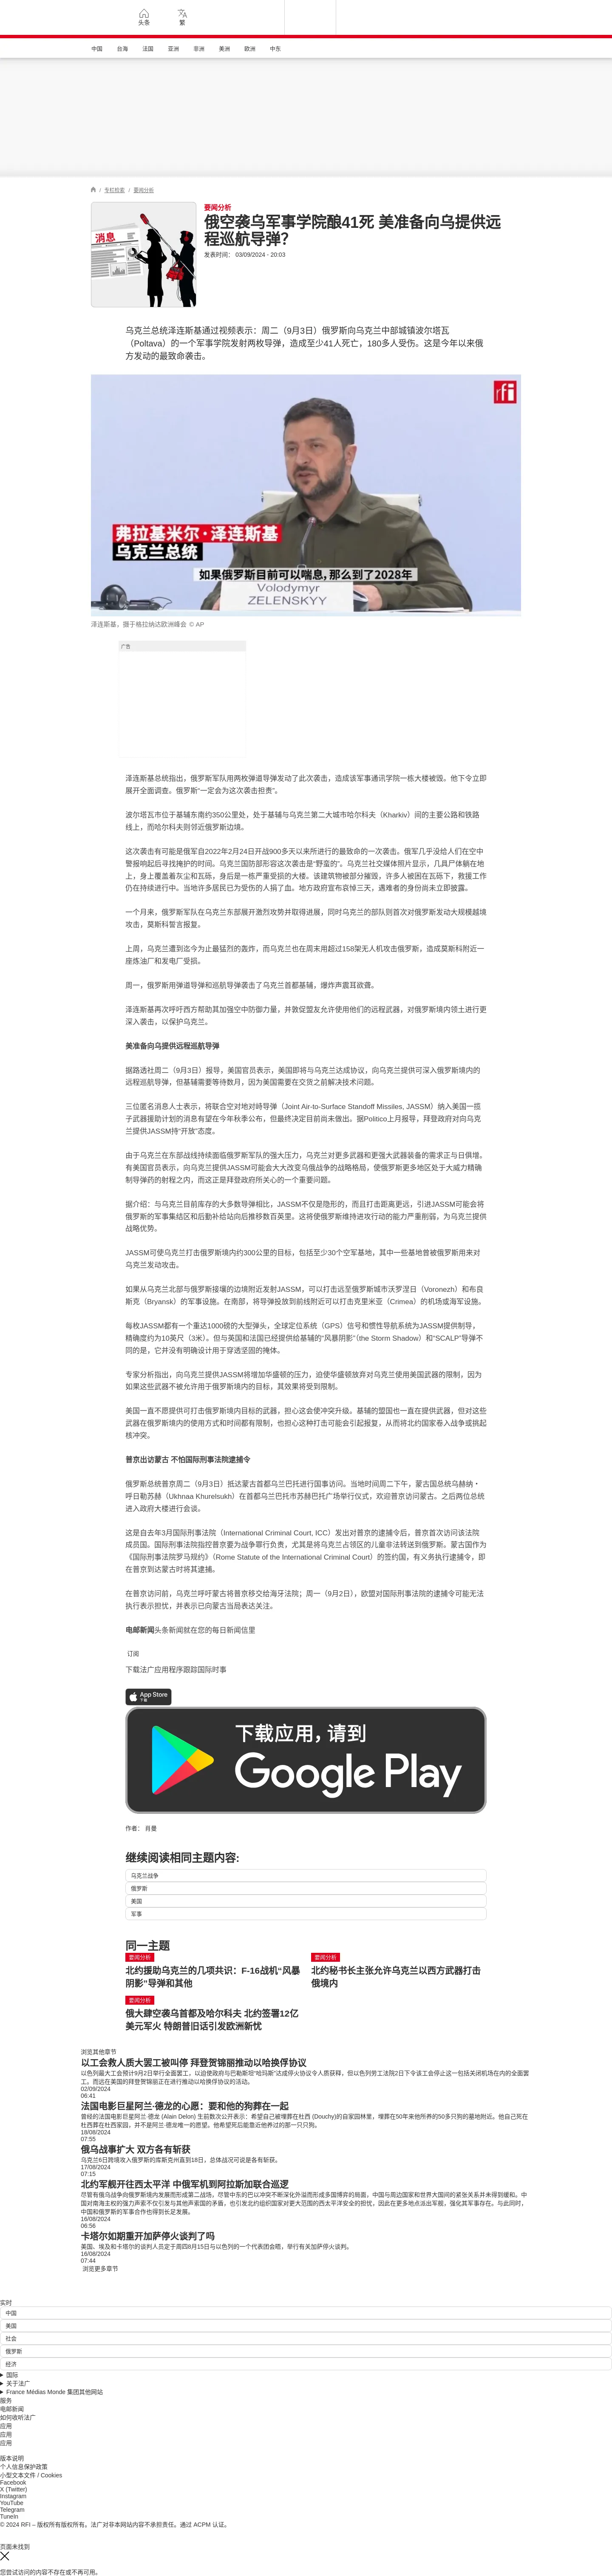 头条
繁
中国
台海
法国
亚洲
非洲
美洲
欧洲
中东
/ 专栏检索 / 要闻分析
消息
要闻分析
俄空袭乌军事学院酿41死 美准备向乌提供远
程巡航导弹？
发表时间： 03/09/2024 - 20:03
乌克兰总统泽连斯基通过视频表示：周二（9月3日）俄罗斯向乌克兰中部城镇波尔塔瓦
（Poltava）的一个军事学院发射两枚导弹，造成至少41人死亡，180多人受伤。这是今年以来俄
方发动的最致命袭击。
rfi
弗拉基米尔·泽连斯基
乌克兰总统
如果俄罗斯目前可以喘息，那么到了2028年
Volodymyr
ZELENSKYY
泽连斯基，摄于格拉纳达欧洲峰会 © AP
广告
泽连斯基总统指出，俄罗斯军队用两枚弹道导弹发动了此次袭击，造成该军事通讯学院一栋大楼被毁。他下令立即
展开全面调查。俄罗斯“一定会为这次袭击担责”。
波尔塔瓦市位于基辅东南约350公里处，处于基辅与乌克兰第二大城市哈尔科夫（Kharkiv）间的主要公路和铁路
线上，而哈尔科夫则邻近俄罗斯边境。
这次袭击有可能是俄军自2022年2月24日开战900多天以来所进行的最致命的一次袭击。俄军几乎没给人们在空中
警报响起后寻找掩护的时间。乌克兰国防部形容这次袭击是“野蛮的”。乌克兰社交媒体照片显示，几具尸体躺在地
上，身上覆盖着灰尘和瓦砾，身后是一栋严重受损的大楼。该建筑物被部分摧毁，许多人被困在瓦砾下，救援工作
仍在持续进行中。当地许多居民已为受伤的人捐了血。地方政府宣布哀悼三天，遇难者的身份尚未立即披露。
一个月来，俄罗斯军队在乌克兰东部展开激烈攻势并取得进展，同时乌克兰的部队则首次对俄罗斯发动大规模越境
攻击，莫斯科誓言报复。
上周，乌克兰遭到迄今为止最猛烈的轰炸，而乌克兰也在周末用超过158架无人机攻击俄罗斯，造成莫斯科附近一
座炼油厂和发电厂受损。
周一，俄罗斯用弹道导弹和巡航导弹袭击了乌克兰首都基辅，爆炸声震耳欲聋。
泽连斯基再次呼吁西方帮助其加强空中防御力量，并敦促盟友允许使用他们的远程武器，对俄罗斯境内领土进行更
深入袭击，以保护乌克兰。
美准备向乌提供远程巡航导弹
据路透社周二（9月3日）报导，美国官员表示，美国即将与乌克兰达成协议，向乌克兰提供可深入俄罗斯境内的
远程巡航导弹，但基辅需要等待数月，因为美国需要在交货之前解决技术问题。
三位匿名消息人士表示，将联合空对地对峙导弹（Joint Air-to-Surface Standoff Missiles, JASSM）纳入美国一揽
子武器援助计划的消息有望在今年秋季公布，但最终决定目前尚未做出。据Politico上月报导，拜登政府对向乌克
兰提供JASSM持“开放”态度。
由于乌克兰在东部战线持续面临俄罗斯军队的强大压力，乌克兰对更多武器和更强大武器装备的需求正与日俱增。
有美国官员表示，向乌克兰提供JASSM可能会大大改变乌俄战争的战略格局，使俄罗斯更多地区处于大威力精确
制导弹药的射程之内，而这正是拜登政府所关心的一个重要问题。
据介绍：与乌克兰目前库存的大多数导弹相比，JASSM不仅是隐形的，而且打击距离更远，引进JASSM可能会将
俄罗斯的军事集结区和后勤补给站向后推移数百英里。这将使俄罗斯维持进攻行动的能力严重削弱，为乌克兰提供
战略优势。
JASSM可使乌克兰打击俄罗斯境内约300公里的目标，包括至少30个空军基地，其中一些基地曾被俄罗斯用来对
乌克兰发动攻击。
如果从乌克兰北部与俄罗斯接壤的边境附近发射JASSM，可以打击远至俄罗斯城市沃罗涅日（Voronezh）和布良
斯克（Bryansk）的军事设施。在南部，将导弹投放到前线附近可以打击克里米亚（Crimea）的机场或海军设施。
每枚JASSM都有一个重达1000磅的大型弹头，全球定位系统（GPS）信号和惯性导航系统为JASSM提供制导，
精确度约为10英尺（3米）。但与英国和法国已经提供给基辅的“风暴阴影”（the Storm Shadow）和“SCALP”导弹不
同的是，它并没有明确设计用于穿透坚固的掩体。
专家分析指出，向乌克兰提供JASSM将增加华盛顿的压力，迫使华盛顿放弃对乌克兰使用美国武器的限制，因为
如果这些武器不被允许用于俄罗斯境内的目标，其效果将受到限制。
美国一直不愿提供可打击俄罗斯境内目标的武器，担心这会使冲突升级。基辅的盟国也一直在提供武器，但对这些
武器在俄罗斯境内的使用方式和时间都有限制，也担心这种打击可能会引起报复，从而将北约国家卷入战争或挑起
核冲突。
普京出访蒙古 不怕国际刑事法院逮捕令
俄罗斯总统普京周二（9月3日）抵达蒙古首都乌兰巴托进行国事访问。当地时间周二下午，蒙古国总统乌赫纳・
呼日勒苏赫（Ukhnaa Khurelsukh）在首都乌兰巴托市苏赫巴托广场举行仪式，欢迎普京访问蒙古。之后两位总统
进入政府大楼进行会谈。
这是自去年3月国际刑事法院（International Criminal Court, ICC）发出对普京的逮捕令后，普京首次访问该法院
成员国。国际刑事法院指控普京要为战争罪行负责，尤其是将乌克兰占领区的儿童非法转送到俄罗斯。蒙古国作为
《国际刑事法院罗马规约》（Rome Statute of the International Criminal Court）的签约国，有义务执行逮捕令，即
在普京到达蒙古时将其逮捕。
在普京访问前，乌克兰呼吁蒙古将普京移交给海牙法院；周一（9月2日），欧盟对国际刑事法院的逮捕令可能无法
执行表示担忧，并表示已向蒙古当局表达关注。
电邮新闻头条新闻就在您的每日新闻信里
订阅
下载法广应用程序跟踪国际时事
App Store
下载
下载应用，请到
Google Play
作者： 肖曼
继续阅读相同主题内容:
乌克兰战争
俄罗斯
美国
军事
同一主题
要闻分析
北约援助乌克兰的几项共识：F-16战机“风暴
阴影”导弹和其他
要闻分析
北约秘书长主张允许乌克兰以西方武器打击
俄境内
要闻分析
俄大肆空袭乌首都及哈尔科夫 北约签署12亿
美元军火 特朗普旧话引发欧洲新忧
浏览其他章节
以工会救人质大罢工被叫停 拜登贺锦丽推动以哈换俘协议
以色列最大工会预计9月2日举行全面罢工，以迫使政府与巴勒斯坦“哈玛斯”达成停火协议令人质获释，但以色列劳工法院2日下令该工会停止这一包括关闭机场在内的全面罢
工。而远在美国的拜登贺锦丽正在进行推动以哈换俘协议的活动。
02/09/2024
06:41
法国电影巨星阿兰·德龙的心愿：要和他的狗葬在一起
曾经的法国电影巨星阿兰.德龙 (Alain Delon) 生前数次公开表示：希望自己被埋葬在杜西 (Douchy)的自家园林里，埋葬在50年来他所养的50多只狗的墓地附近。他自己死在
杜西葬在杜西家园，并不是阿兰·德龙唯一的愿望。他希望死后能靠近他养过的那一只只狗。
18/08/2024
07:55
俄乌战事扩大 双方各有斩获
乌克兰6日跨境攻入俄罗斯的库斯克州直到18日，总体战况可说是各有斩获。
17/08/2024
07:15
北约军舰开往西太平洋 中俄军机到阿拉斯加联合巡逻
尽管有俄乌战争向俄罗斯境内发展而形成第二战场，尽管中东的巴以冲突不断深化外溢而形成多国博弈的局面，中国与周边国家和世界大国间的紧张关系并未得到缓和。中
国对南海主权的强力声索不仅引发与其他声索国的矛盾，也引发北约组织国家对更大范围的西太平洋安全的担忧，因此在更多地点派出军舰，强化其军事存在。与此同时，
中国和俄罗斯的军事合作也得到长足发展。
16/08/2024
06:56
卡塔尔如期重开加萨停火谈判了吗
美国、埃及和卡塔尔的谈判人员定于周四8月15日与以色列的一个代表团会晤，举行有关加萨停火谈判。
16/08/2024
07:44
浏览更多章节
实时
中国
美国
社会
俄罗斯
经济
国际
关于法广
France Médias Monde 集团其他网站
服务
电邮新闻
如何收听法广
应用
应用
应用
版本说明
个人信息保护政策
小型文本文件 / Cookies
Facebook
X (Twitter)
Instagram
YouTube
Telegram
TuneIn
© 2024 RFI – 版权所有版权所有。法广对非本网站内容不承担责任。通过 ACPM 认证。
页面未找到
您尝试访问的内容不存在或不再可用。